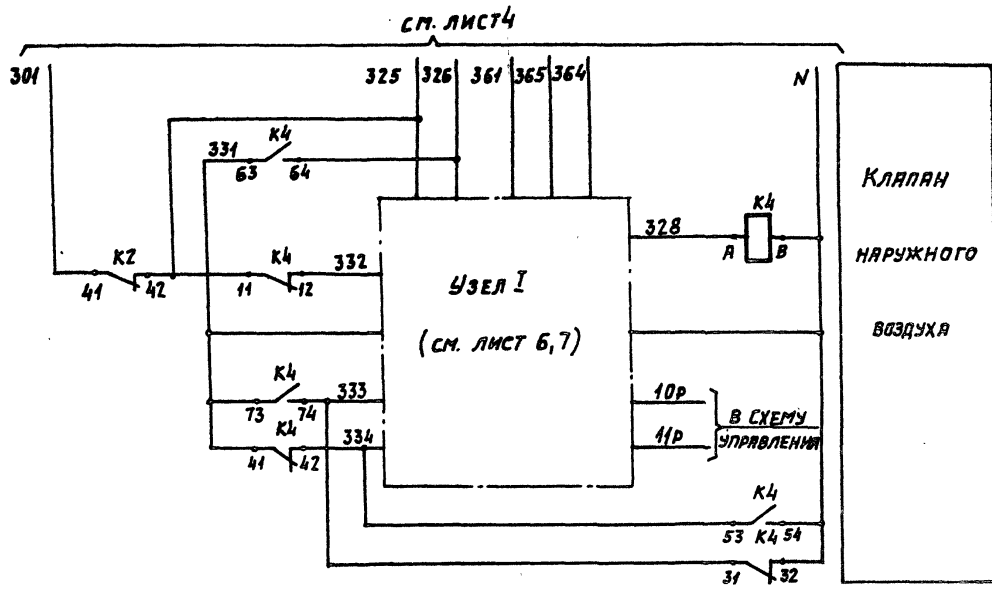 см. лист 4
301 325 326 361 365 364 N
К4
331 63 64
Клапан
наружного
воздуха
328 К4
А В
К2 К4 332
41 42 11 12
Узел I
(см. лист 6,7)
К4 333
73 74
К4 334
41 42
10Р
11Р
В схему
управления
К4
53 54
К4
31 32